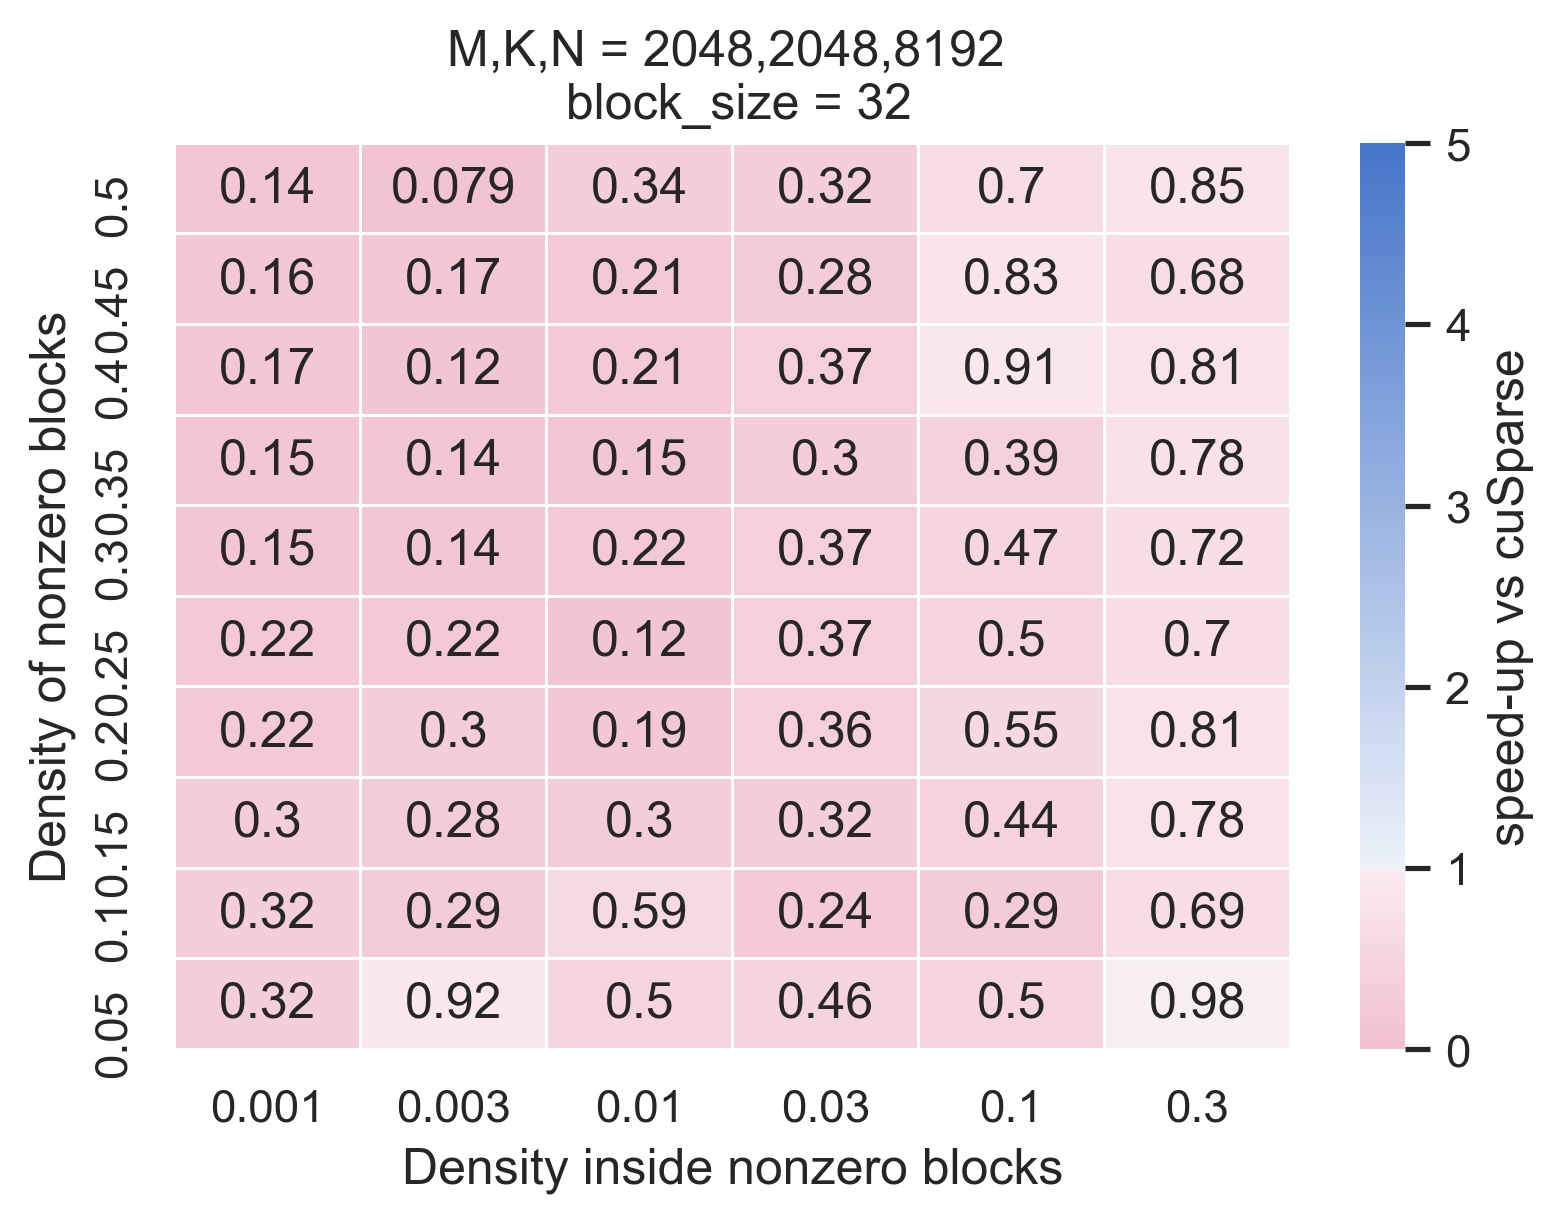 M,K,N = 2048,2048,8192
block_size = 32
0.5 0.14 0.079 0.34 0.32 0.7 0.85
0.45 0.16 0.17 0.21 0.28 0.83 0.68
0.4 0.17 0.12 0.21 0.37 0.91 0.81
0.35 0.15 0.14 0.15 0.3 0.39 0.78
0.3 0.15 0.14 0.22 0.37 0.47 0.72
0.25 0.22 0.22 0.12 0.37 0.5 0.7
0.2 0.22 0.3 0.19 0.36 0.55 0.81
0.15 0.3 0.28 0.3 0.32 0.44 0.78
0.1 0.32 0.29 0.59 0.24 0.29 0.69
0.05 0.32 0.92 0.5 0.46 0.5 0.98
0.001 0.003 0.01 0.03 0.1 0.3
Density inside nonzero blocks
Density of nonzero blocks
5
4
3
2
1
0
speed-up vs cuSparse